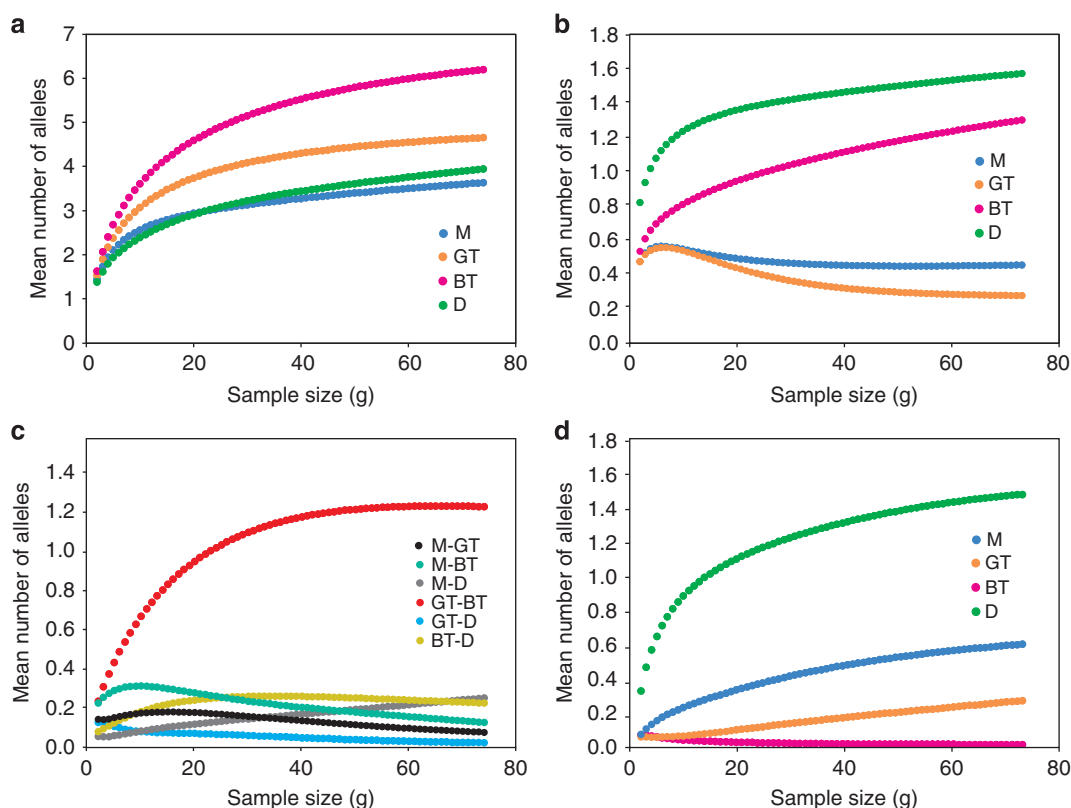 a
7
6
5
4
3
2
1
0
Mean number of alleles
M
GT
BT
D
0 20 40 60 80
Sample size (g)
b
1.8
1.6
1.4
1.2
1.0
0.8
0.6
0.4
0.2
0.0
Mean number of alleles
M
GT
BT
D
0 20 40 60 80
Sample size (g)
c
1.4
1.2
1.0
0.8
0.6
0.4
0.2
0.0
Mean number of alleles
M-GT
M-BT
M-D
GT-BT
GT-D
BT-D
0 20 40 60 80
Sample size (g)
d
1.8
1.6
1.4
1.2
1.0
0.8
0.6
0.4
0.2
0.0
Mean number of alleles
M
GT
BT
D
0 20 40 60 80
Sample size (g)